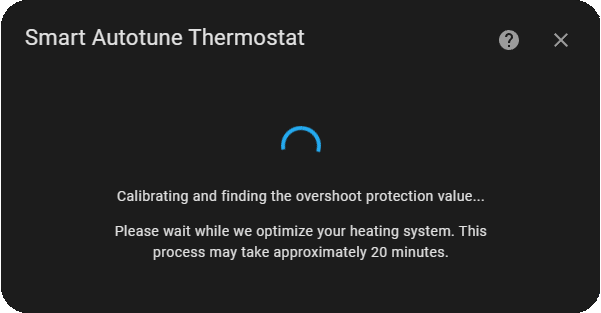 Smart Autotune Thermostat
Calibrating and finding the overshoot protection value...
Please wait while we optimize your heating system. This
process may take approximately 20 minutes.